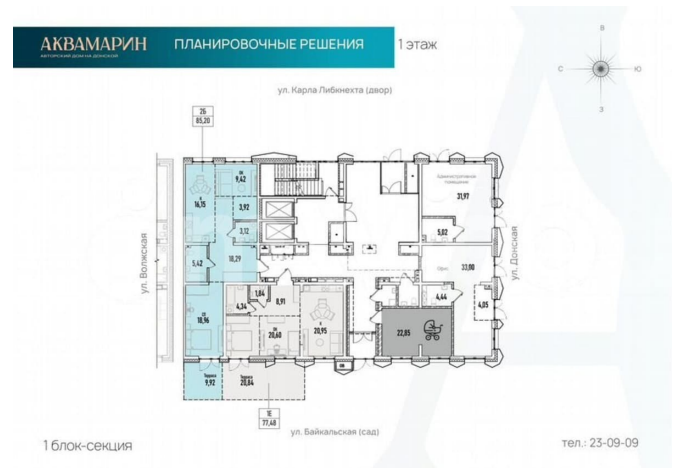 АКВАМАРИН
АВТОРСКИЙ ДОМ НА ДОНСКОЙ
ПЛАНИРОВОЧНЫЕ РЕШЕНИЯ
1 этаж
В
С
Ю
З
ул. Карла Либкнехта (двор)
2Б
85,20
9,42
16,15
3,92
3,12
5,42
18,29
18,96
Терраса
9,92
1,84
4,34
8,91
20,60
20,95
Терраса
20,84
1Е
77,48
Административное помещение
31,97
5,02
Офис
33,00
4,44
4,05
22,85
ул. Волжская
ул. Донская
ул. Байкальская (сад)
1 блок-секция
тел.: 23-09-09